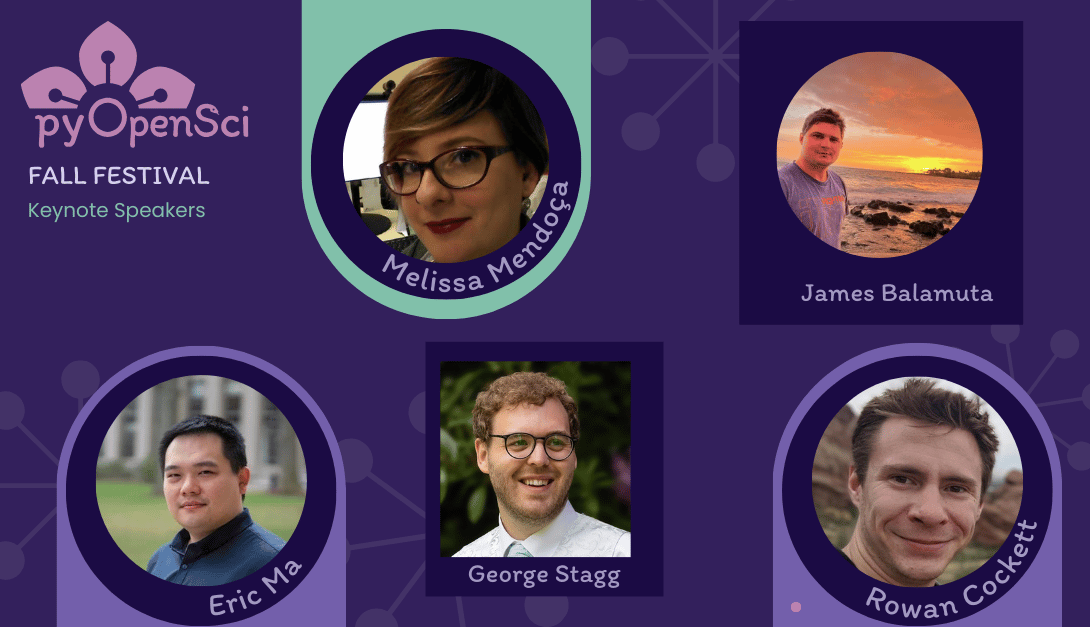 pyOpenSci
FALL FESTIVAL
Keynote Speakers
Melissa Mendoça
James Balamuta
Eric Ma
George Stagg
Rowan Cockett